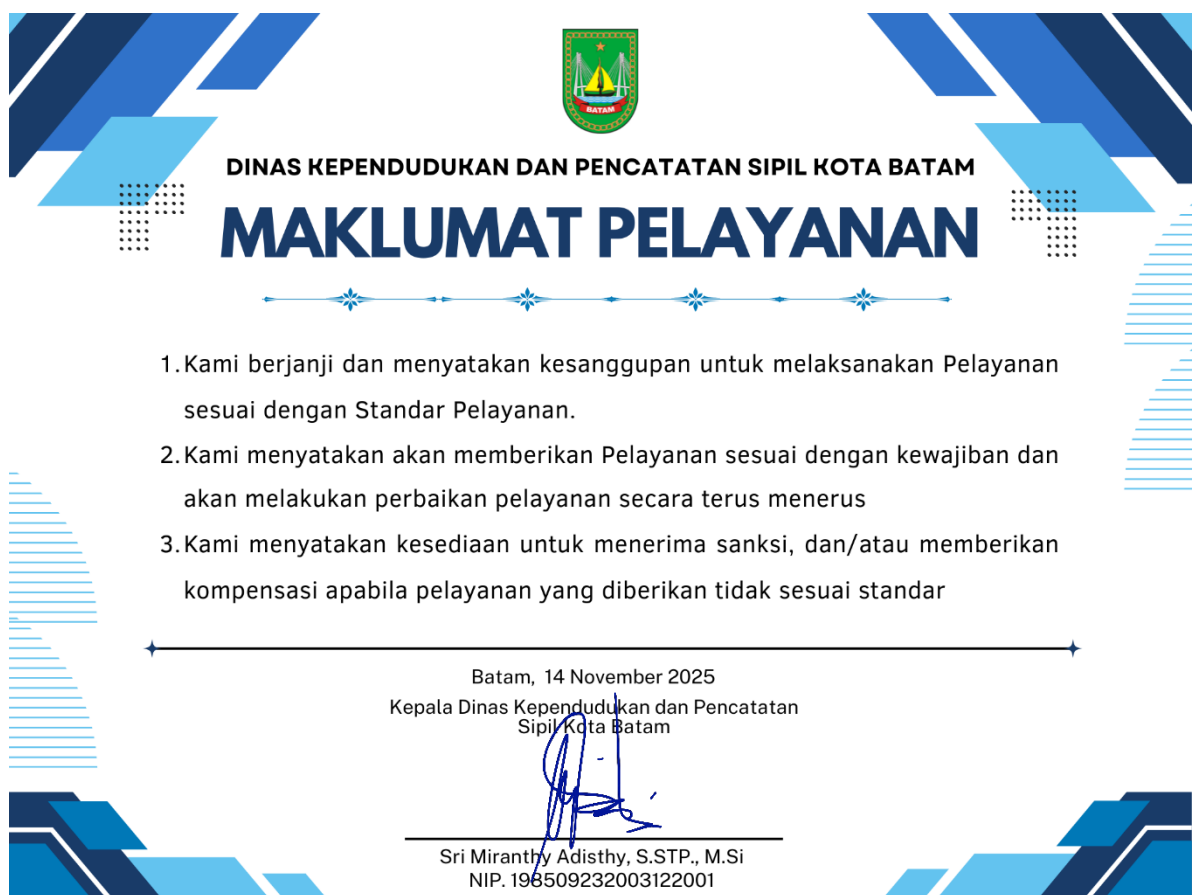 BATAM
DINAS KEPENDUDUKAN DAN PENCATATAN SIPIL KOTA BATAM
MAKLUMAT PELAYANAN
1. Kami berjanji dan menyatakan kesanggupan untuk melaksanakan Pelayanan
sesuai dengan Standar Pelayanan.
2. Kami menyatakan akan memberikan Pelayanan sesuai dengan kewajiban dan
akan melakukan perbaikan pelayanan secara terus menerus
3. Kami menyatakan kesediaan untuk menerima sanksi, dan/atau memberikan
kompensasi apabila pelayanan yang diberikan tidak sesuai standar
Batam, 14 November 2025
Kepala Dinas Kependudukan dan Pencatatan
Sipil Kota Batam
Sri Miranthy Adisthy, S.STP., M.Si
NIP. 198509232003122001